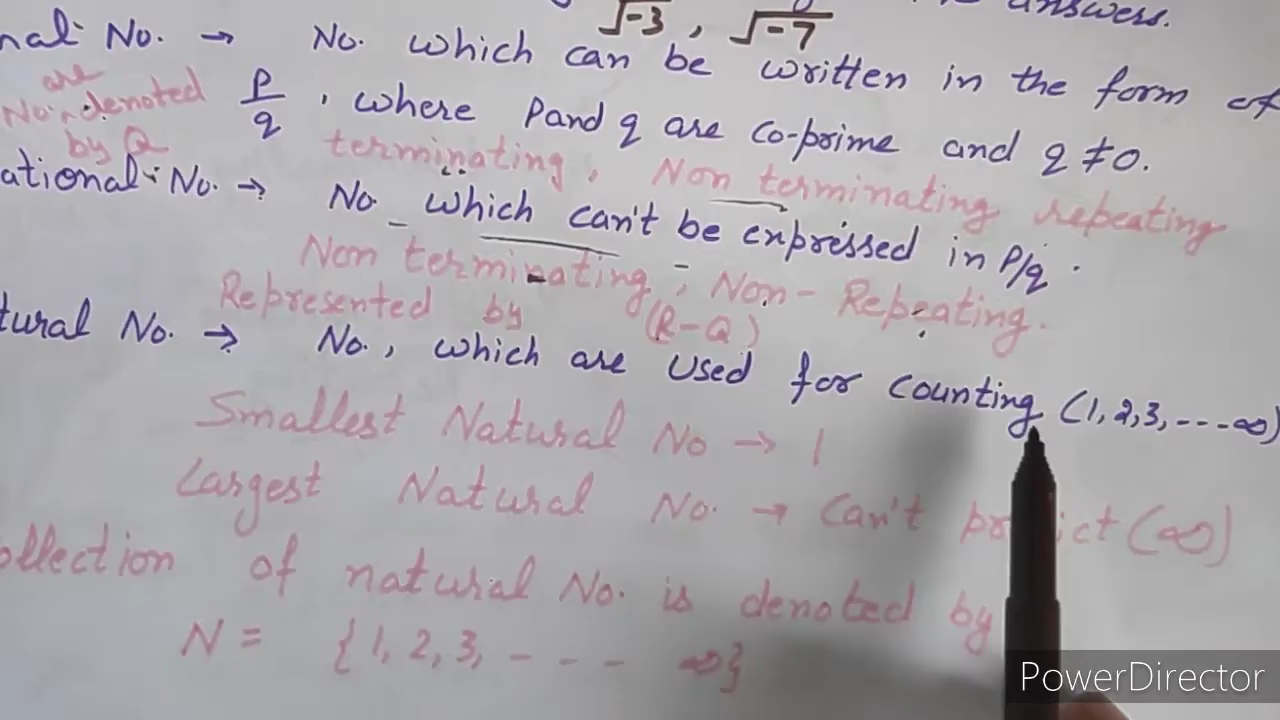 answers.
√-3 , √-7
nal No. → No. which can be written in the form of
are
No. denoted
by Q
p/q , where P and q are co-prime and q ≠ 0.
terminating, Non terminating repeating
ational No. → No which can't be expressed in P/q .
Non terminating, Non-Repeating.
Represented by (R-Q)
tural No. → No., which are used for counting (1, 2, 3, --- ∞)
Smallest Natural No → 1
Largest Natural No. → Can't predict (∞)
ollection of natural No. is denoted by
N = {1, 2, 3, - - - ∞}
PowerDirector